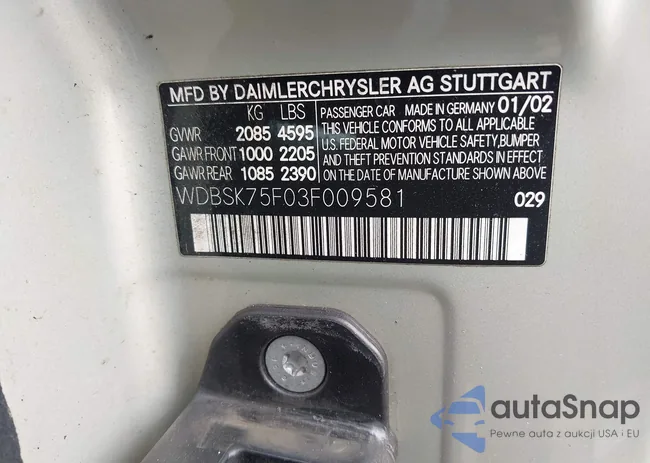 MFD BY DAIMLERCHRYSLER AG STUTTGART
KG LBS
GVWR 2085 4595
GAWR FRONT 1000 2205
GAWR REAR 1085 2390
PASSENGER CAR MADE IN GERMANY 01/02
THIS VEHICLE CONFORMS TO ALL APPLICABLE
U.S. FEDERAL MOTOR VEHICLE SAFETY, BUMPER
AND THEFT PREVENTION STANDARDS IN EFFECT
ON THE DATE OF MANUFACTURE SHOWN ABOVE
WDBSK75F03F009581 029
autaSnap
Pewne auta z aukcji USA i EU